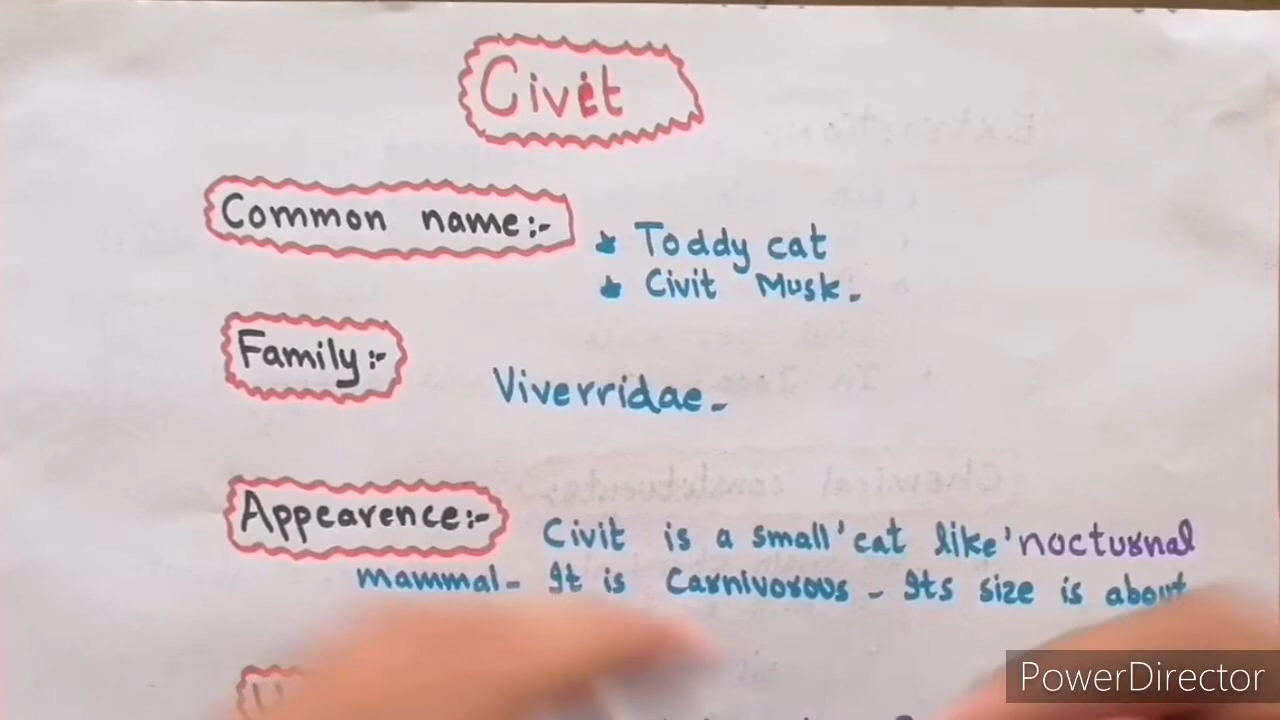 Civet
Common name:-
Toddy cat
Civit Musk.
Family:-
Viverridae.
Appearence:-
Civit is a small 'cat like' nocturnal
mammal. It is Carnivorous. Its size is about
PowerDirector